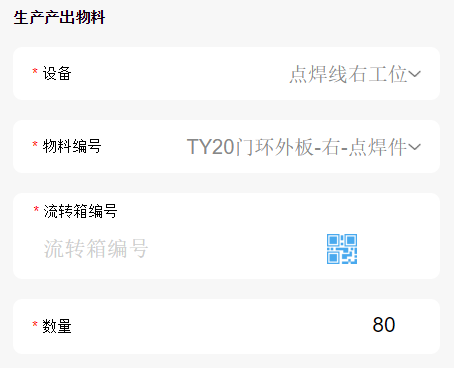 生产产出物料
* 设备 点焊线右工位
* 物料编号 TY20门环外板-右-点焊件
* 流转箱编号
流转箱编号
* 数量 80